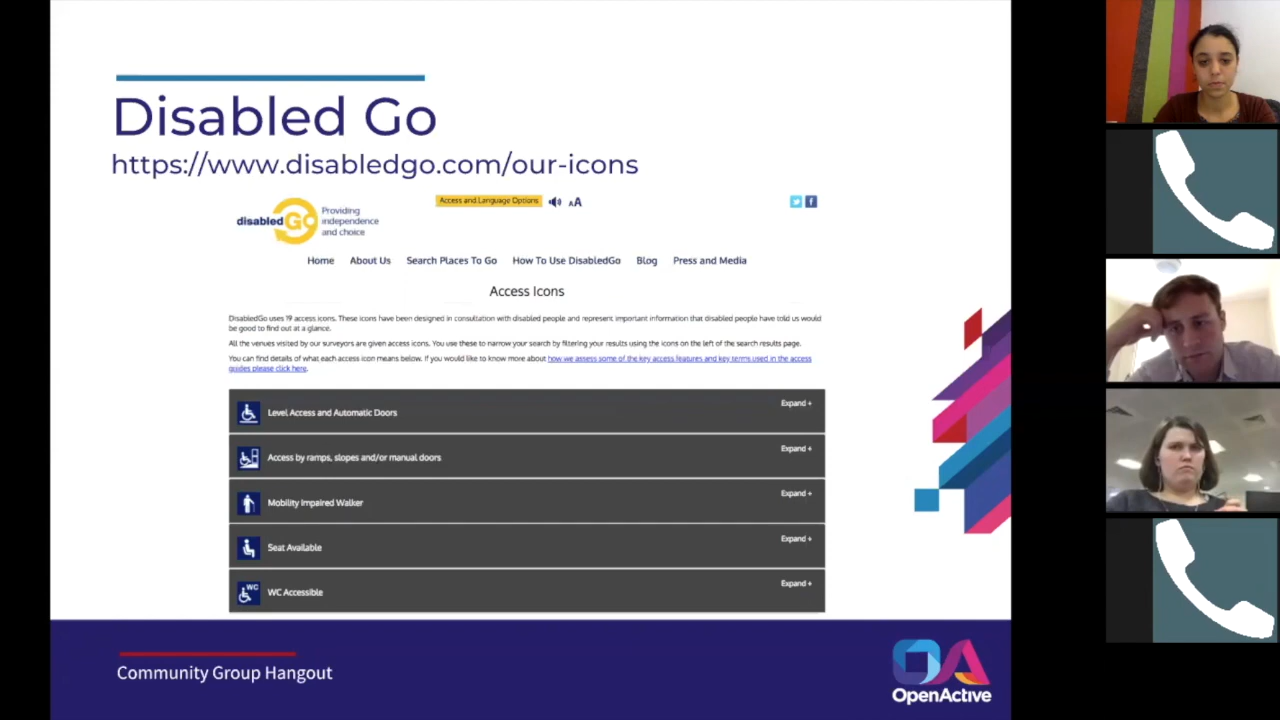 Disabled Go
https://www.disabledgo.com/our-icons
disabledGo
Providing
independence
and choice
Access and Language Options
AA
Home About Us Search Places To Go How To Use DisabledGo Blog Press and Media
Access Icons
DisabledGo uses 19 access icons. These icons have been designed in consultation with disabled people and represent important information that disabled people have told us would
be good to find out at a glance.
All the venues visited by our surveyors are given access icons. You use these to narrow your search by filtering your results using the icons on the left of the search results page.
You can find details of what each access icon means below. If you would like to know more about how we assess some of the key access features and key terms used in the access
guides please click here.
Level Access and Automatic Doors Expand +
Access by ramps, slopes and/or manual doors Expand +
Mobility Impaired Walker Expand +
Seat Available Expand +
WC
WC Accessible Expand +
Community Group Hangout
OA
OpenActive